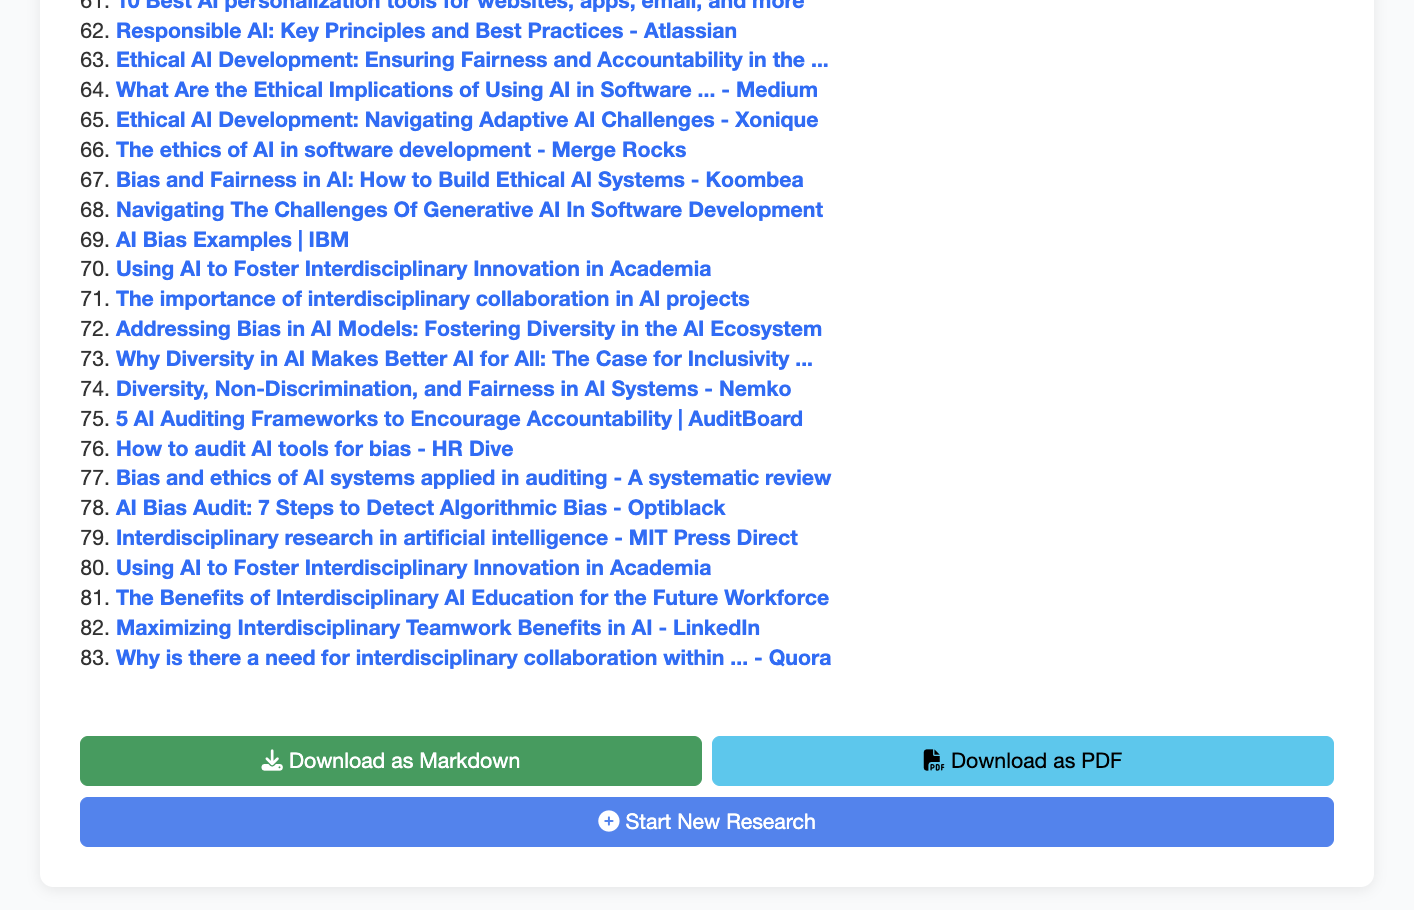 61. 10 Best AI personalization tools for websites, apps, email, and more
62. Responsible AI: Key Principles and Best Practices - Atlassian
63. Ethical AI Development: Ensuring Fairness and Accountability in the ...
64. What Are the Ethical Implications of Using AI in Software ... - Medium
65. Ethical AI Development: Navigating Adaptive AI Challenges - Xonique
66. The ethics of AI in software development - Merge Rocks
67. Bias and Fairness in AI: How to Build Ethical AI Systems - Koombea
68. Navigating The Challenges Of Generative AI In Software Development
69. AI Bias Examples | IBM
70. Using AI to Foster Interdisciplinary Innovation in Academia
71. The importance of interdisciplinary collaboration in AI projects
72. Addressing Bias in AI Models: Fostering Diversity in the AI Ecosystem
73. Why Diversity in AI Makes Better AI for All: The Case for Inclusivity ...
74. Diversity, Non-Discrimination, and Fairness in AI Systems - Nemko
75. 5 AI Auditing Frameworks to Encourage Accountability | AuditBoard
76. How to audit AI tools for bias - HR Dive
77. Bias and ethics of AI systems applied in auditing - A systematic review
78. AI Bias Audit: 7 Steps to Detect Algorithmic Bias - Optiblack
79. Interdisciplinary research in artificial intelligence - MIT Press Direct
80. Using AI to Foster Interdisciplinary Innovation in Academia
81. The Benefits of Interdisciplinary AI Education for the Future Workforce
82. Maximizing Interdisciplinary Teamwork Benefits in AI - LinkedIn
83. Why is there a need for interdisciplinary collaboration within ... - Quora
Download as Markdown
PDF Download as PDF
Start New Research